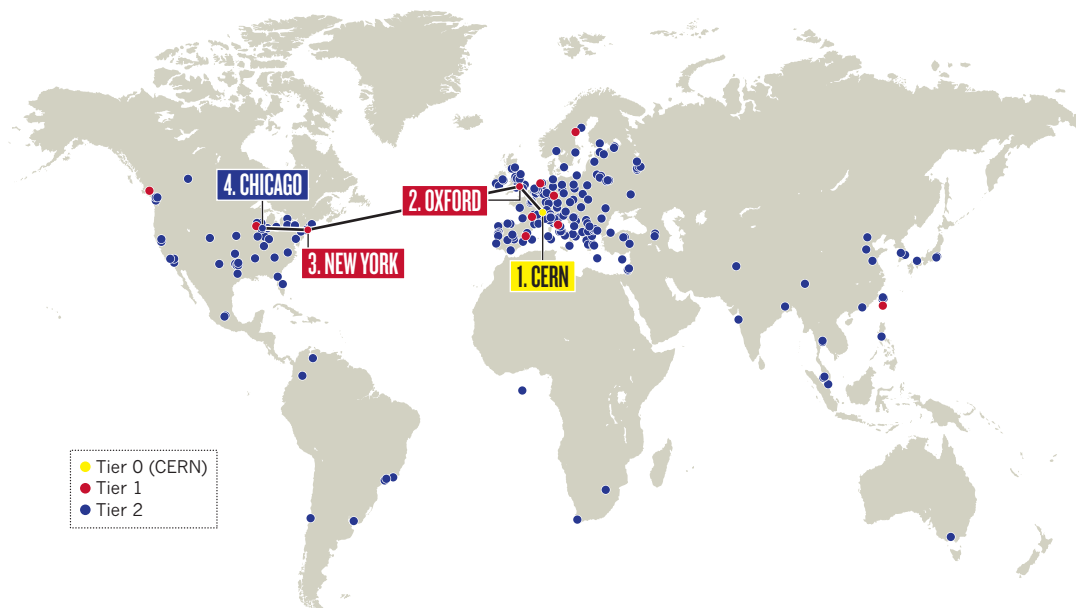 4. CHICAGO
2. OXFORD
3. NEW YORK
1. CERN
Tier 0 (CERN)
Tier 1
Tier 2